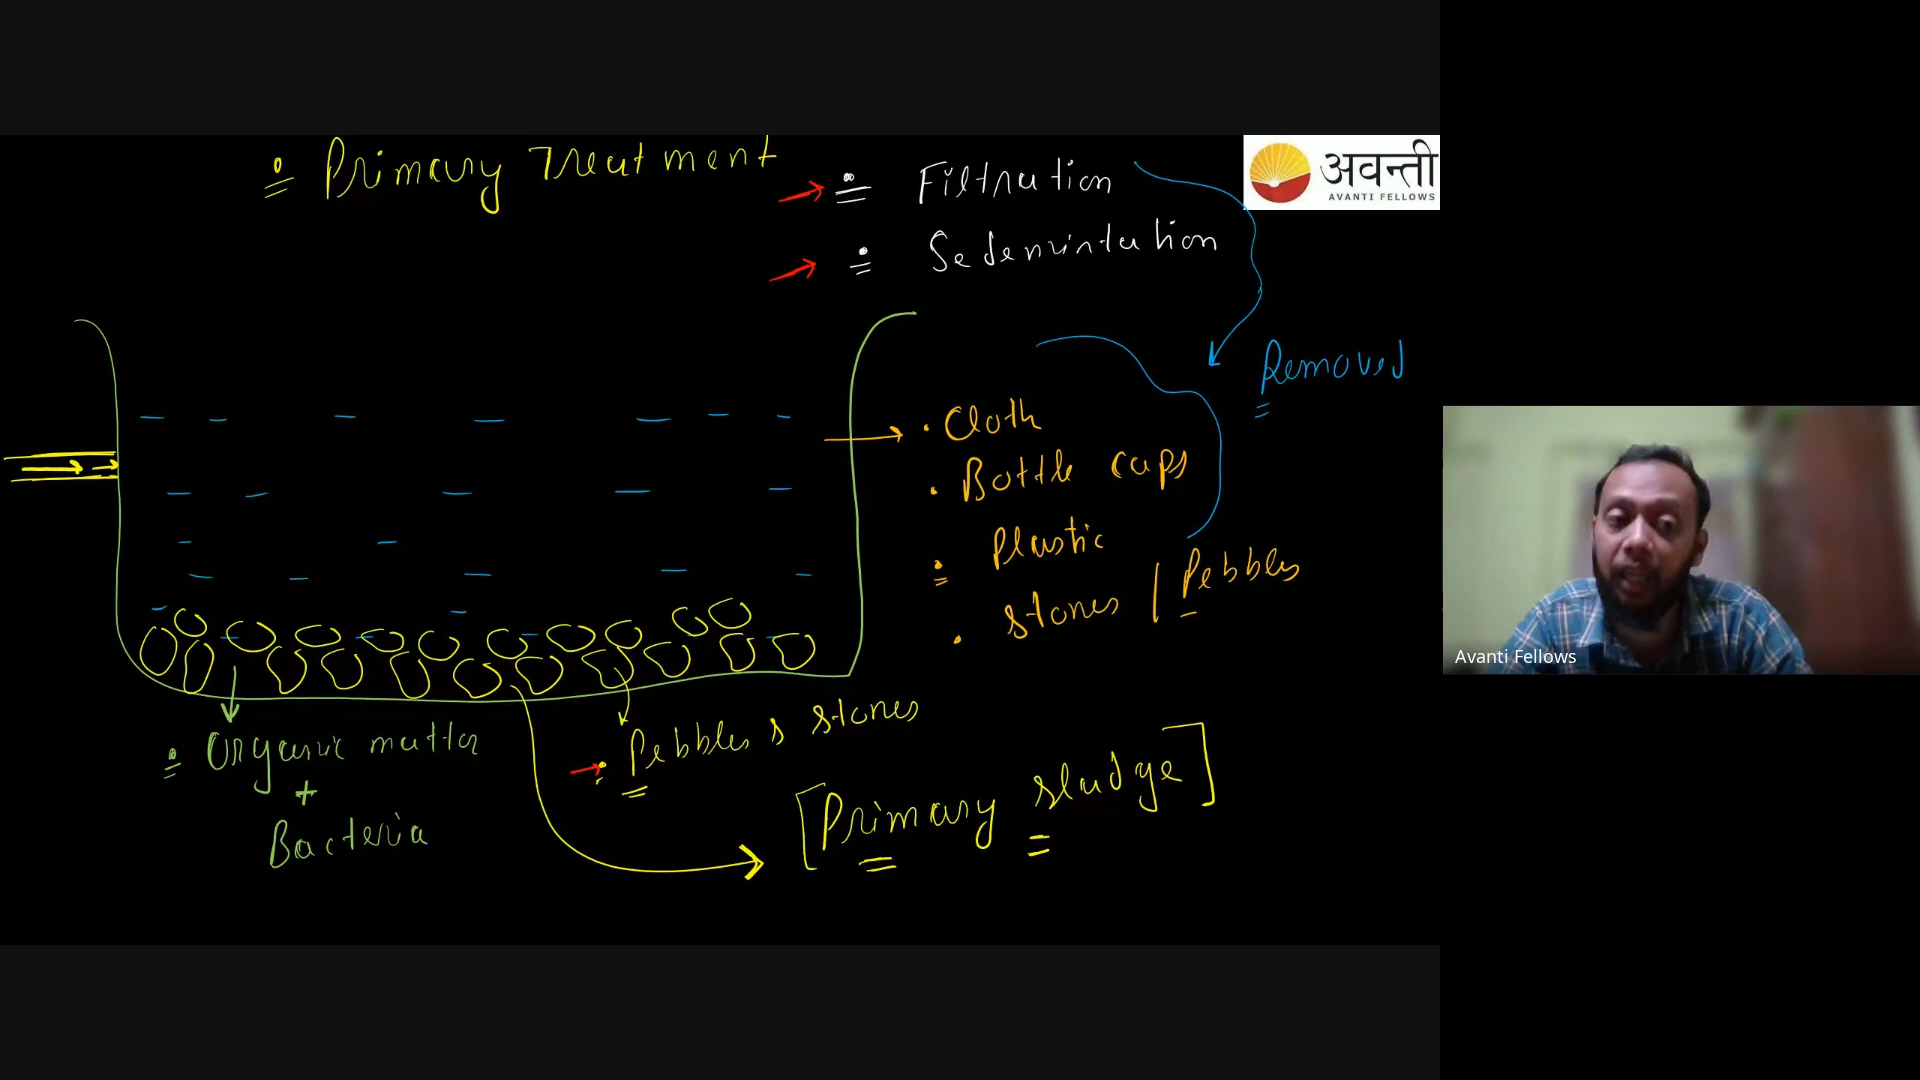 Primary Treatment
Filtration
Sedemintation
अवन्ती
AVANTI FELLOWS
Removed
Cloth
Bottle caps
Plastic
stones / Pebbles
Organic matter
+
Bacteria
Pebbles & stones
[Primary sludge]
Avanti Fellows